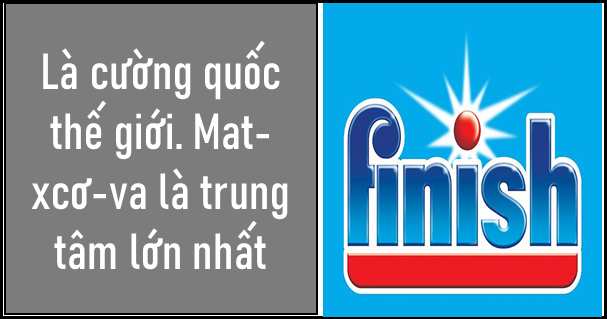 Là cường quốc
thế giới. Mat-
xcơ-va là trung
tâm lớn nhất
finish